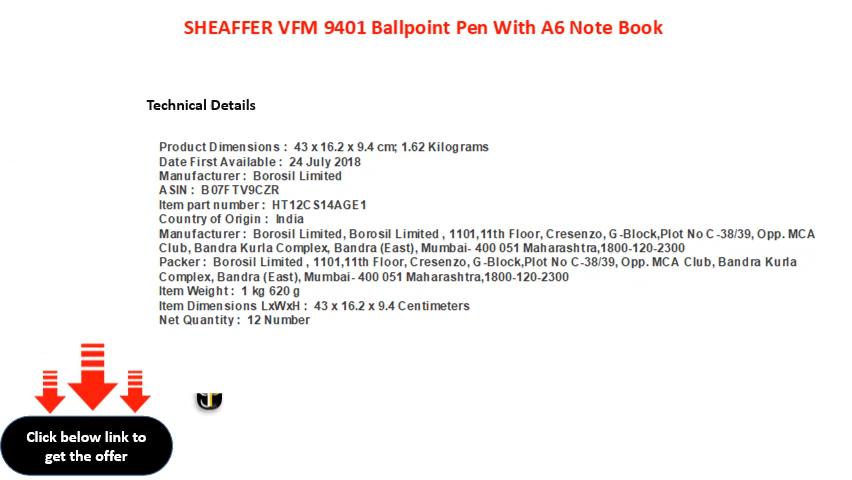 SHEAFFER VFM 9401 Ballpoint Pen With A6 Note Book
Technical Details
Product Dimensions : 43 x 16.2 x 9.4 cm; 1.62 Kilograms
Date First Available : 24 July 2018
Manufacturer : Borosil Limited
ASIN : B07FTV9CZR
Item part number : HT12CS14AGE1
Country of Origin : India
Manufacturer : Borosil Limited, Borosil Limited , 1101,11th Floor, Cresenzo, G-Block,Plot No C-38/39, Opp. MCA
Club, Bandra Kurla Complex, Bandra (East), Mumbai- 400 051 Maharashtra,1800-120-2300
Packer : Borosil Limited , 1101,11th Floor, Cresenzo, G-Block,Plot No C-38/39, Opp. MCA Club, Bandra Kurla
Complex, Bandra (East), Mumbai- 400 051 Maharashtra,1800-120-2300
Item Weight : 1 kg 620 g
Item Dimensions LxWxH : 43 x 16.2 x 9.4 Centimeters
Net Quantity : 12 Number
Click below link to
get the offer